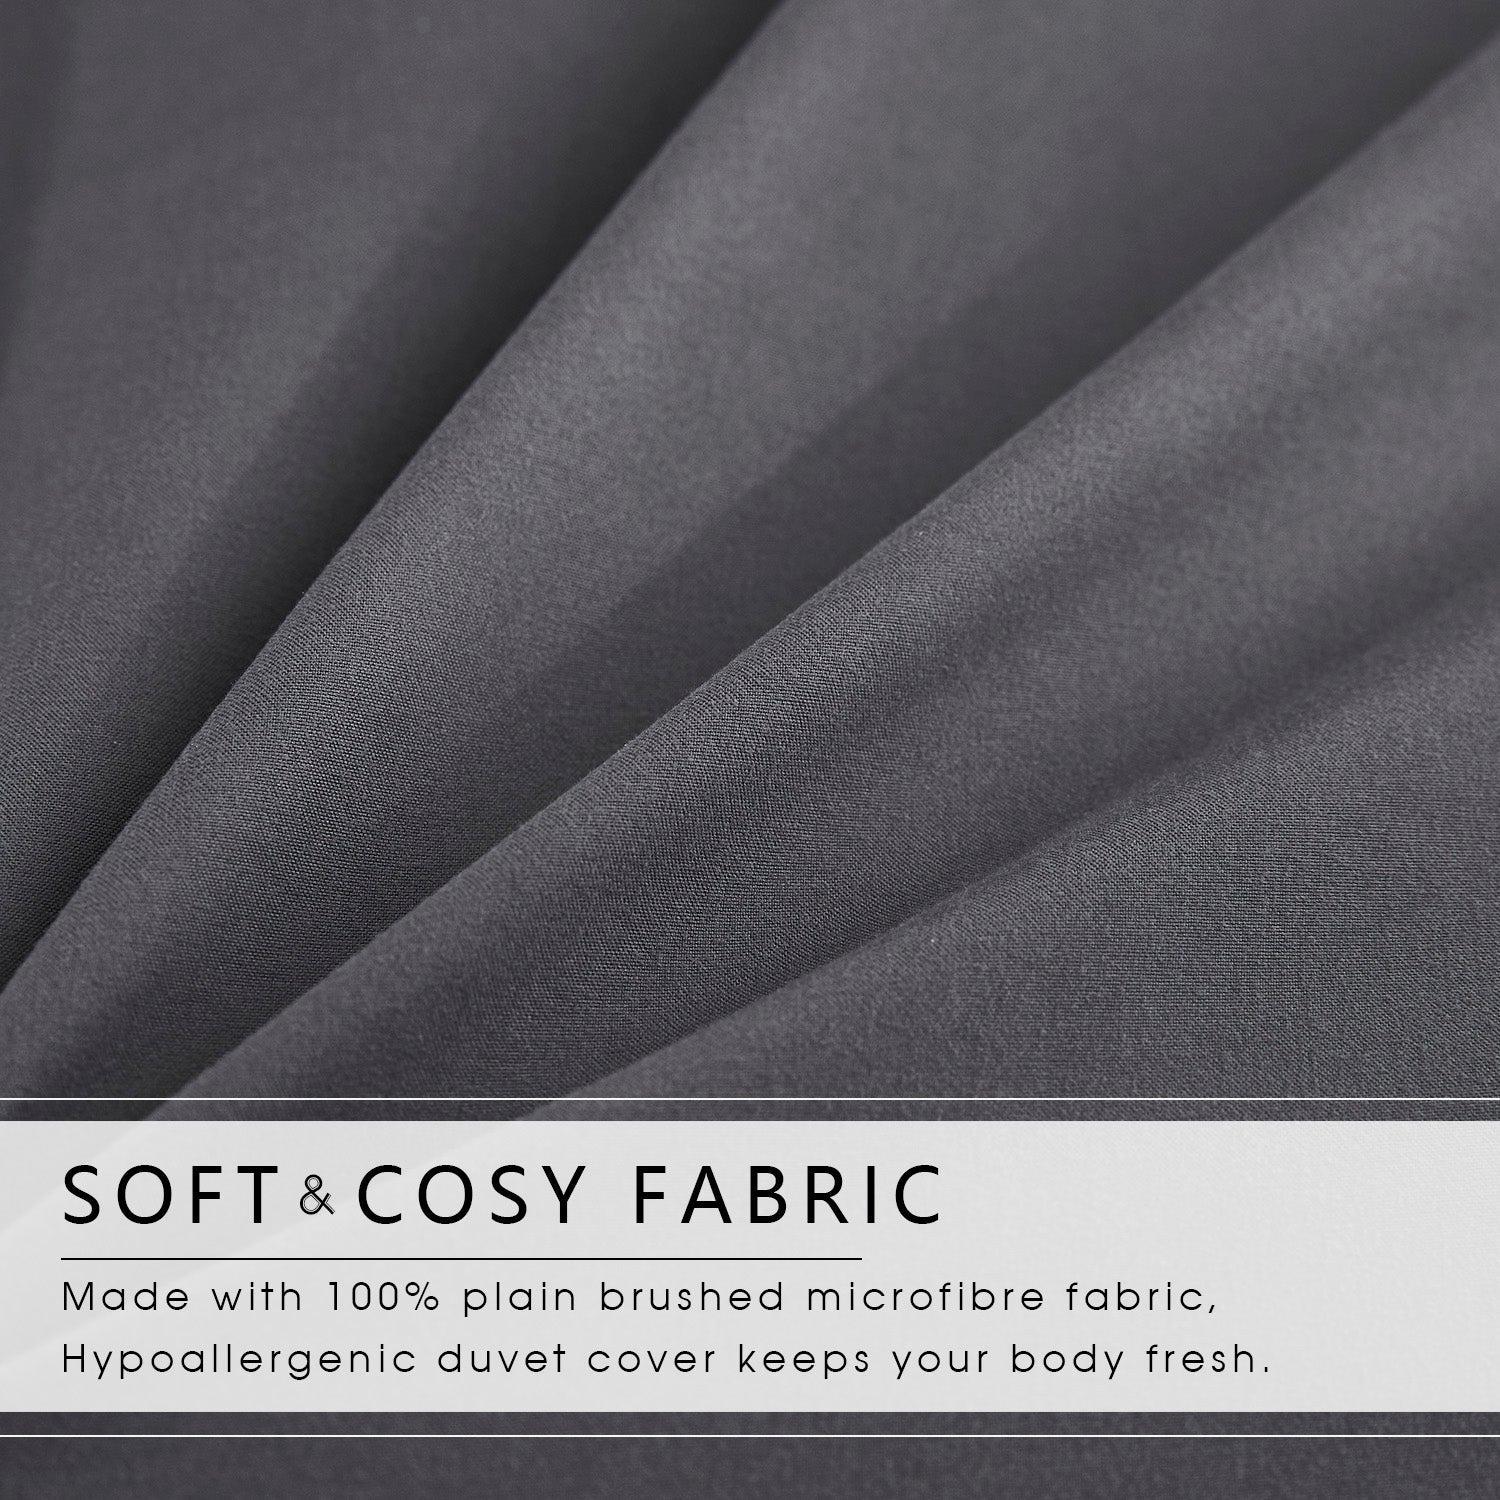 SOFT & COSY FABRIC
Made with 100% plain brushed microfibre fabric,
Hypoallergenic duvet cover keeps your body fresh.